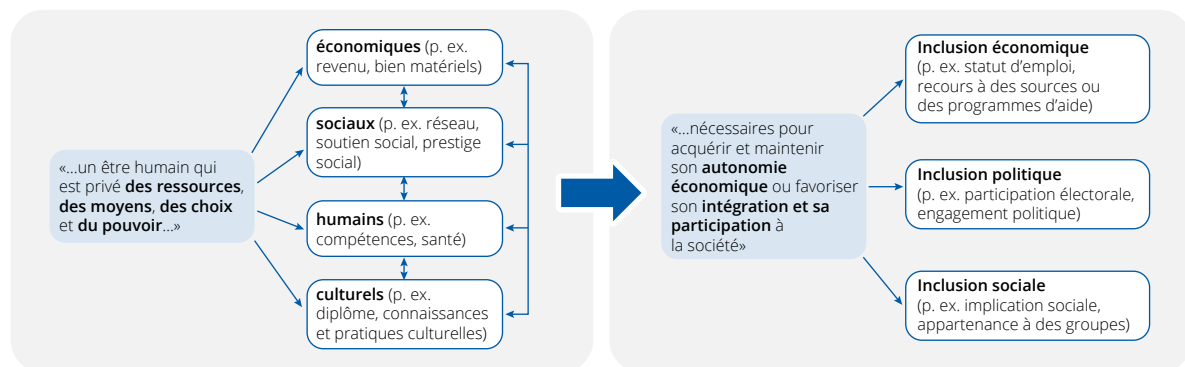 «...un être humain qui
est privé des ressources,
des moyens, des choix
et du pouvoir...»
économiques (p. ex.
revenu, bien matériels)
sociaux (p. ex. réseau,
soutien social, prestige
social)
humains (p. ex.
compétences, santé)
culturels (p. ex.
diplôme, connaissances
et pratiques culturelles)
«...nécessaires pour
acquérir et maintenir
son autonomie
économique ou favoriser
son intégration et sa
participation à
la société»
Inclusion économique
(p. ex. statut d’emploi,
recours à des sources ou
des programmes d’aide)
Inclusion politique
(p. ex. participation électorale,
engagement politique)
Inclusion sociale
(p. ex. implication sociale,
appartenance à des groupes)